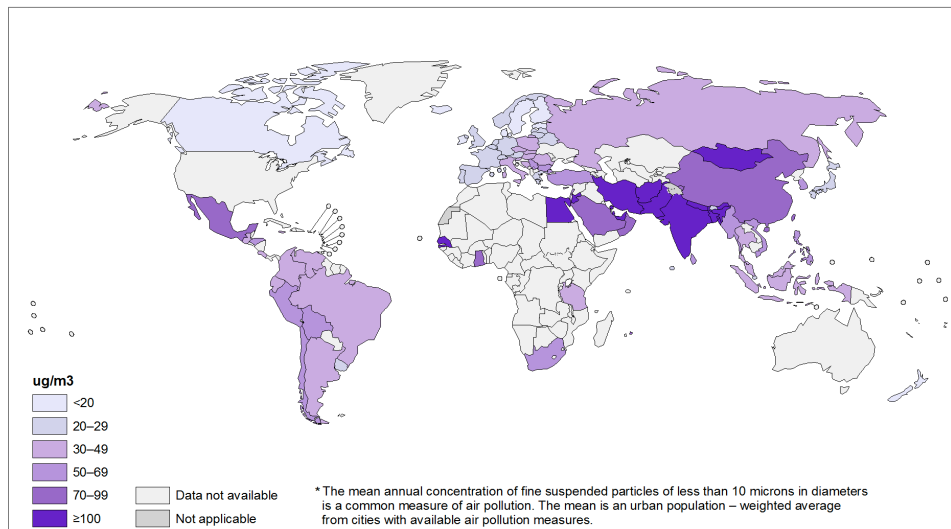 ug/m3
<20
20–29
30–49
50–69
70–99
≥100
Data not available
Not applicable
* The mean annual concentration of fine suspended particles of less than 10 microns in diameters
is a common measure of air pollution. The mean is an urban population – weighted average
from cities with available air pollution measures.